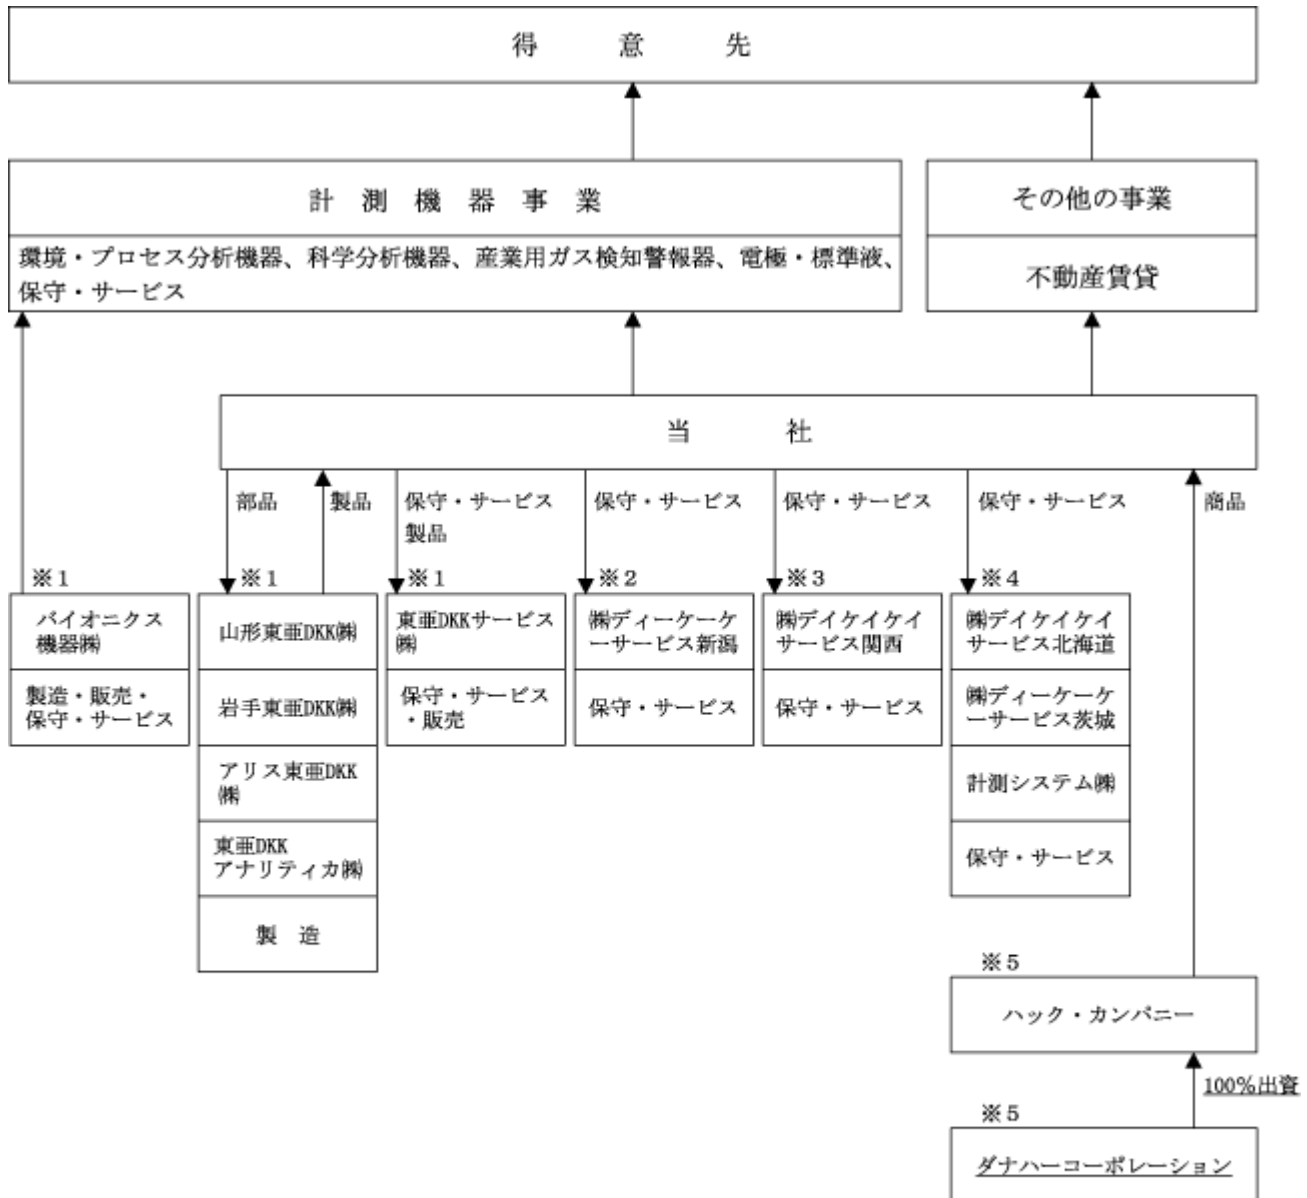 得意先
計測機器事業
その他の事業
環境・プロセス分析機器、科学分析機器、産業用ガス検知警報器、電極・標準液、
保守・サービス
不動産賃貸
当社
部品
製品
保守・サービス
製品
保守・サービス
保守・サービス
保守・サービス
商品
※1
※1
※1
※2
※3
※4
バイオニクス
機器㈱
製造・販売・
保守・サービス
山形東亜DKK㈱
岩手東亜DKK㈱
アリス東亜DKK
㈱
東亜DKK
アナリティカ㈱
製造
東亜DKKサービス
㈱
保守・サービス
・販売
㈱ディーケーケ
ーサービス新潟
保守・サービス
㈱デイケイケイ
サービス関西
保守・サービス
㈱デイケイケイ
サービス北海道
㈱ディーケーケ
ーサービス茨城
計測システム㈱
保守・サービス
※5
ハック・カンパニー
100%出資
※5
ダナハーコーポレーション